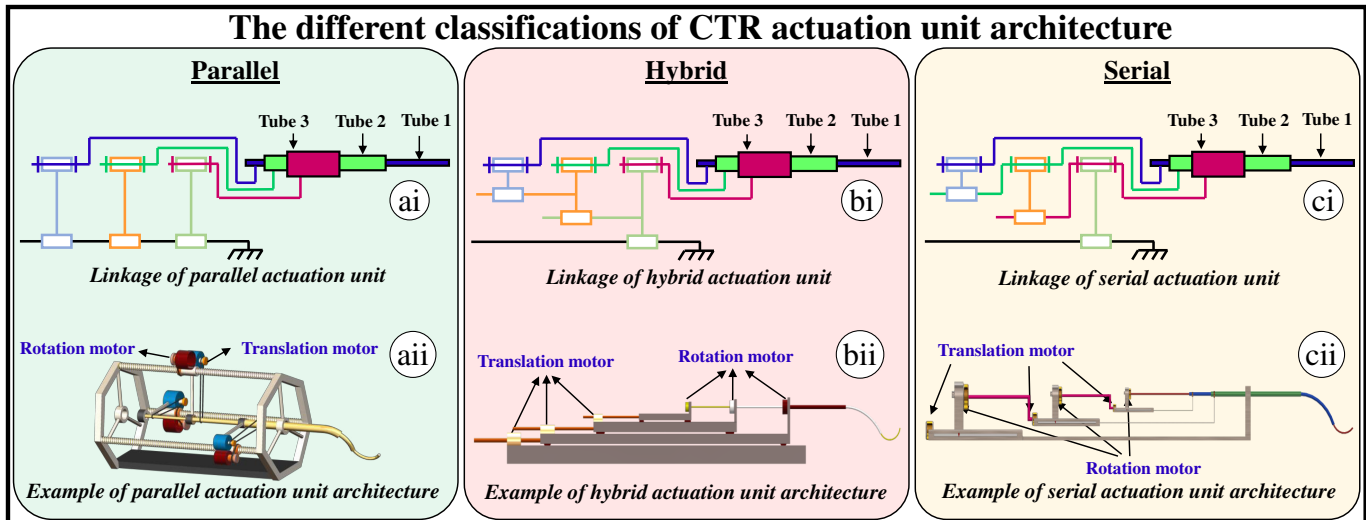 The different classifications of CTR actuation unit architecture
Parallel
Tube 3
Tube 2
Tube 1
ai
Linkage of parallel actuation unit
aii
Rotation motor
Translation motor
Example of parallel actuation unit architecture
Hybrid
Tube 3
Tube 2
Tube 1
bi
Linkage of hybrid actuation unit
bii
Translation motor
Rotation motor
Example of hybrid actuation unit architecture
Serial
Tube 3
Tube 2
Tube 1
ci
Linkage of serial actuation unit
cii
Translation motor
Rotation motor
Example of serial actuation unit architecture